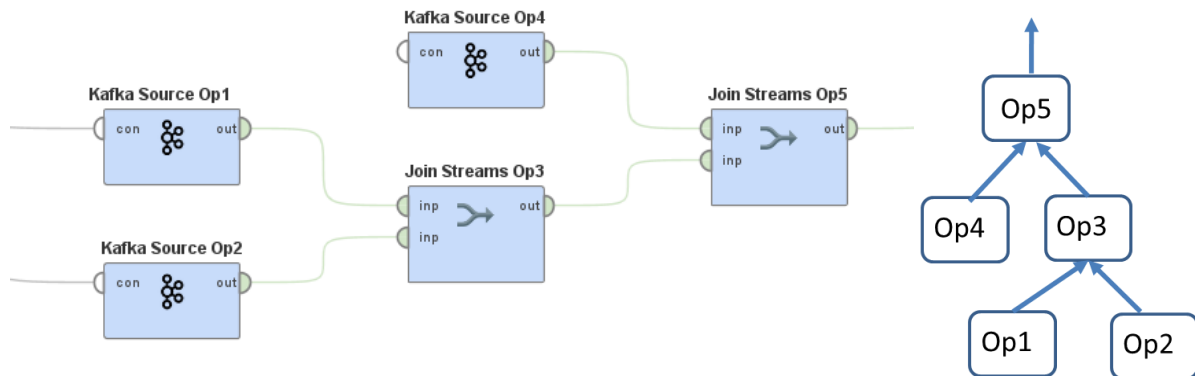 Kafka Source Op4
con
out
Kafka Source Op1
con
out
Join Streams Op5
inp
out
inp
Join Streams Op3
inp
out
inp
Kafka Source Op2
con
out
Op5
Op4
Op3
Op1
Op2